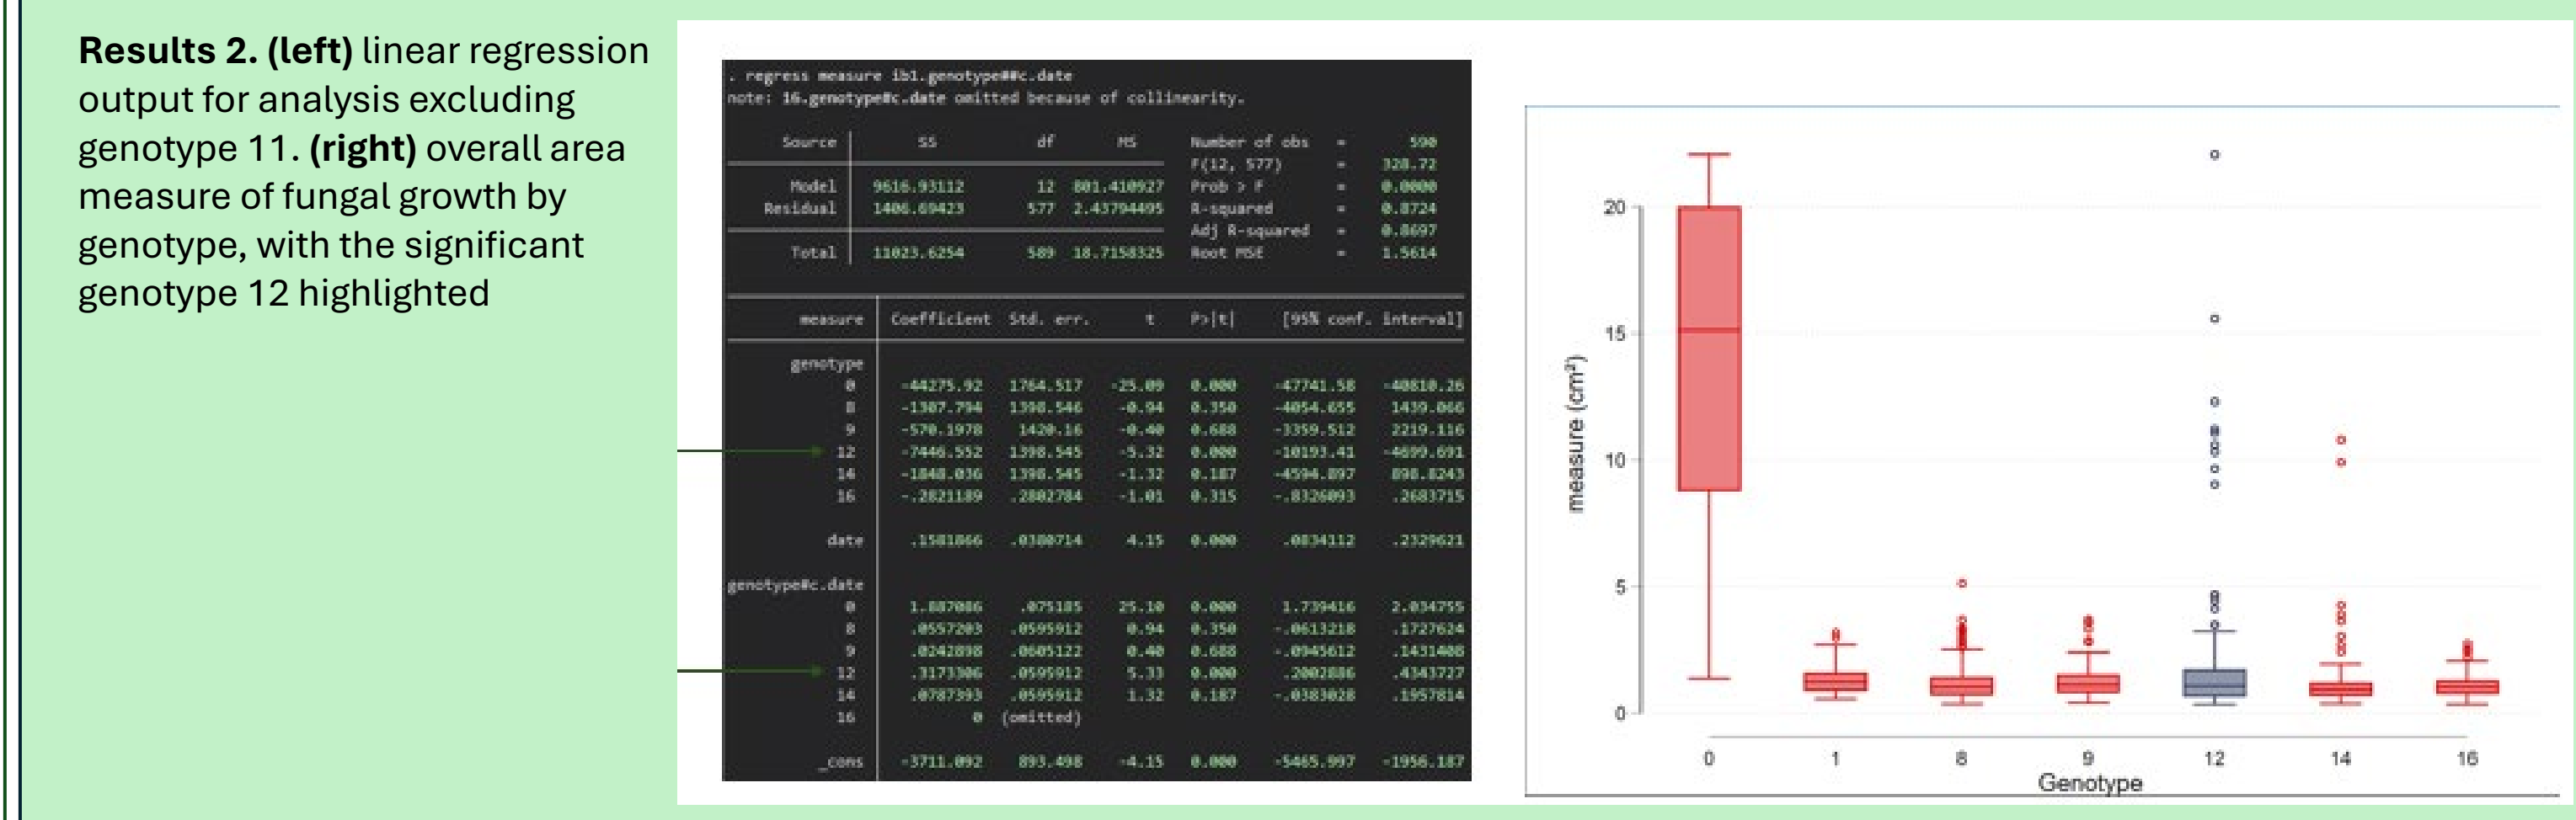 Results 2. (left) linear regression
output for analysis excluding
genotype 11. (right) overall area
measure of fungal growth by
genotype, with the significant
genotype 12 highlighted
. regress measure ib1.genotype##c.date
note: 16.genotype#c.date omitted because of collinearity.
Source SS df MS Number of obs = 590
F(12, 577) = 328.72
Model 9616.93112 12 801.410927 Prob > F = 0.0000
Residual 1406.69423 577 2.43794495 R-squared = 0.8724
Adj R-squared = 0.8697
Total 11023.6254 589 18.7158325 Root MSE = 1.5614
measure Coefficient Std. err. t P>|t| [95% conf. interval]
genotype
0 -44275.92 1764.517 -25.09 0.000 -47741.58 -40810.26
8 -1307.794 1398.546 -0.94 0.350 -4054.655 1439.066
9 -570.1978 1420.16 -0.40 0.688 -3359.512 2219.116
12 -7446.552 1398.545 -5.32 0.000 -10193.41 -4699.691
14 -1848.036 1398.545 -1.32 0.187 -4594.897 898.8243
16 -.2821189 .2802784 -1.01 0.315 -.8326093 .2683715
date .1581866 .0380714 4.15 0.000 .0834112 .2329621
genotype#c.date
0 1.887086 .075185 25.10 0.000 1.739416 2.034755
8 .0557203 .0595912 0.94 0.350 -.0613218 .1727624
9 .0242898 .0605122 0.40 0.688 -.0945612 .1431408
12 .3173306 .0595912 5.33 0.000 .2002886 .4343727
14 .0787393 .0595912 1.32 0.187 -.0383028 .1957814
16 0 (omitted)
_cons -3711.092 893.498 -4.15 0.000 -5465.997 -1956.187
measure (cm²)
20
15
10
5
0
0 1 8 9 12 14 16
Genotype